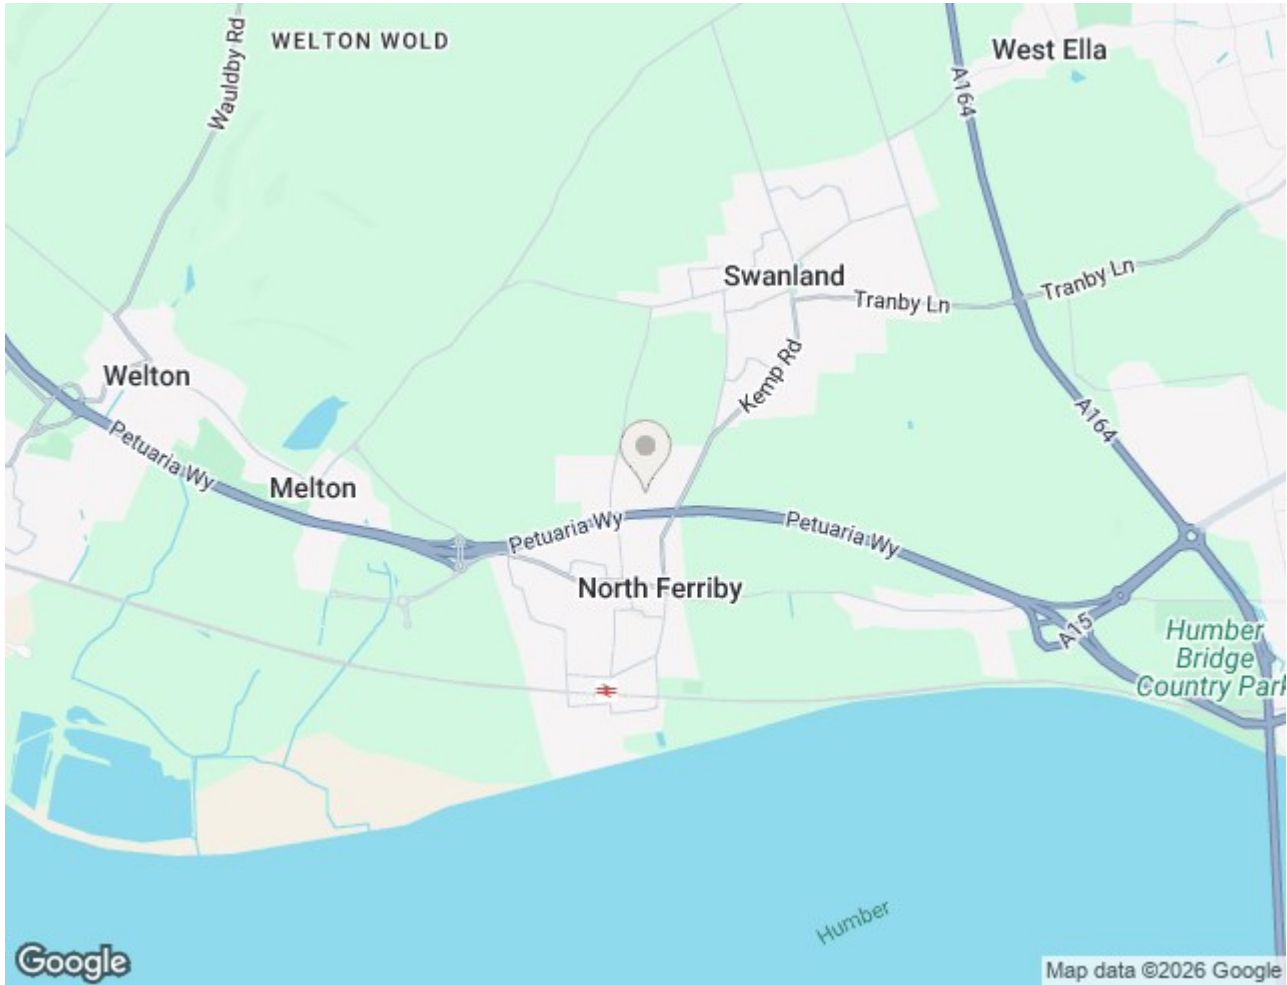 WELTON WOLD
Wauldby Rd
West Ella
A164
Swanland
Tranby Ln
Tranby Ln
Kemp Rd
Welton
A164
Petuaria Wy
Melton
Petuaria Wy
Petuaria Wy
North Ferriby
A15
Humber
Bridge
Country Park
Humber
Google
Map data ©2026 Google